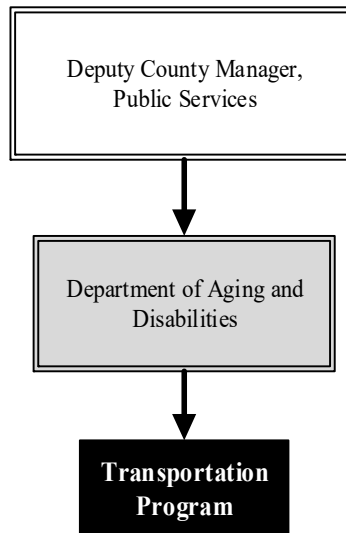 Deputy County Manager,
Public Services
Department of Aging and
Disabilities
Transportation
Program